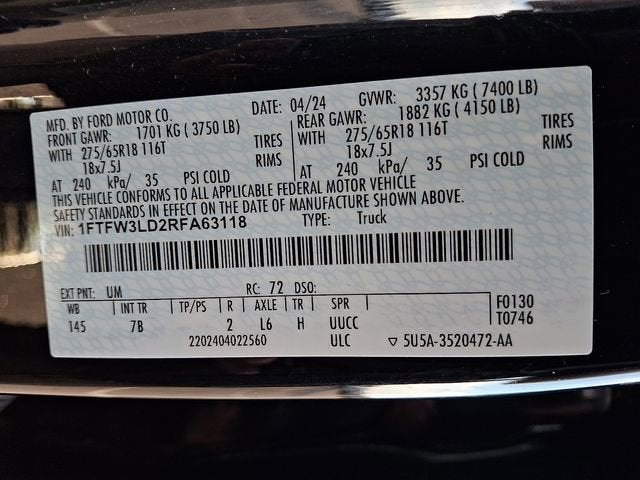 MFD. BY FORD MOTOR CO. DATE: 04/24 GVWR: 3357 KG ( 7400 LB)
FRONT GAWR: 1701 KG ( 3750 LB) REAR GAWR: 1882 KG ( 4150 LB)
WITH 275/65R18 116T TIRES WITH 275/65R18 116T TIRES
18x7.5J RIMS 18x7.5J RIMS
AT 240 kPa/ 35 PSI COLD AT 240 kPa/ 35 PSI COLD
THIS VEHICLE CONFORMS TO ALL APPLICABLE FEDERAL MOTOR VEHICLE
SAFETY STANDARDS IN EFFECT ON THE DATE OF MANUFACTURE SHOWN ABOVE.
VIN: 1FTFW3LD2RFA63118 TYPE: Truck
EXT PNT: UM RC: 72 DSO:
WB INT TR TP/PS R AXLE TR SPR F0130
145 7B 2 L6 H UUCC T0746
2202404022560 ULC ▽ 5U5A-3520472-AA